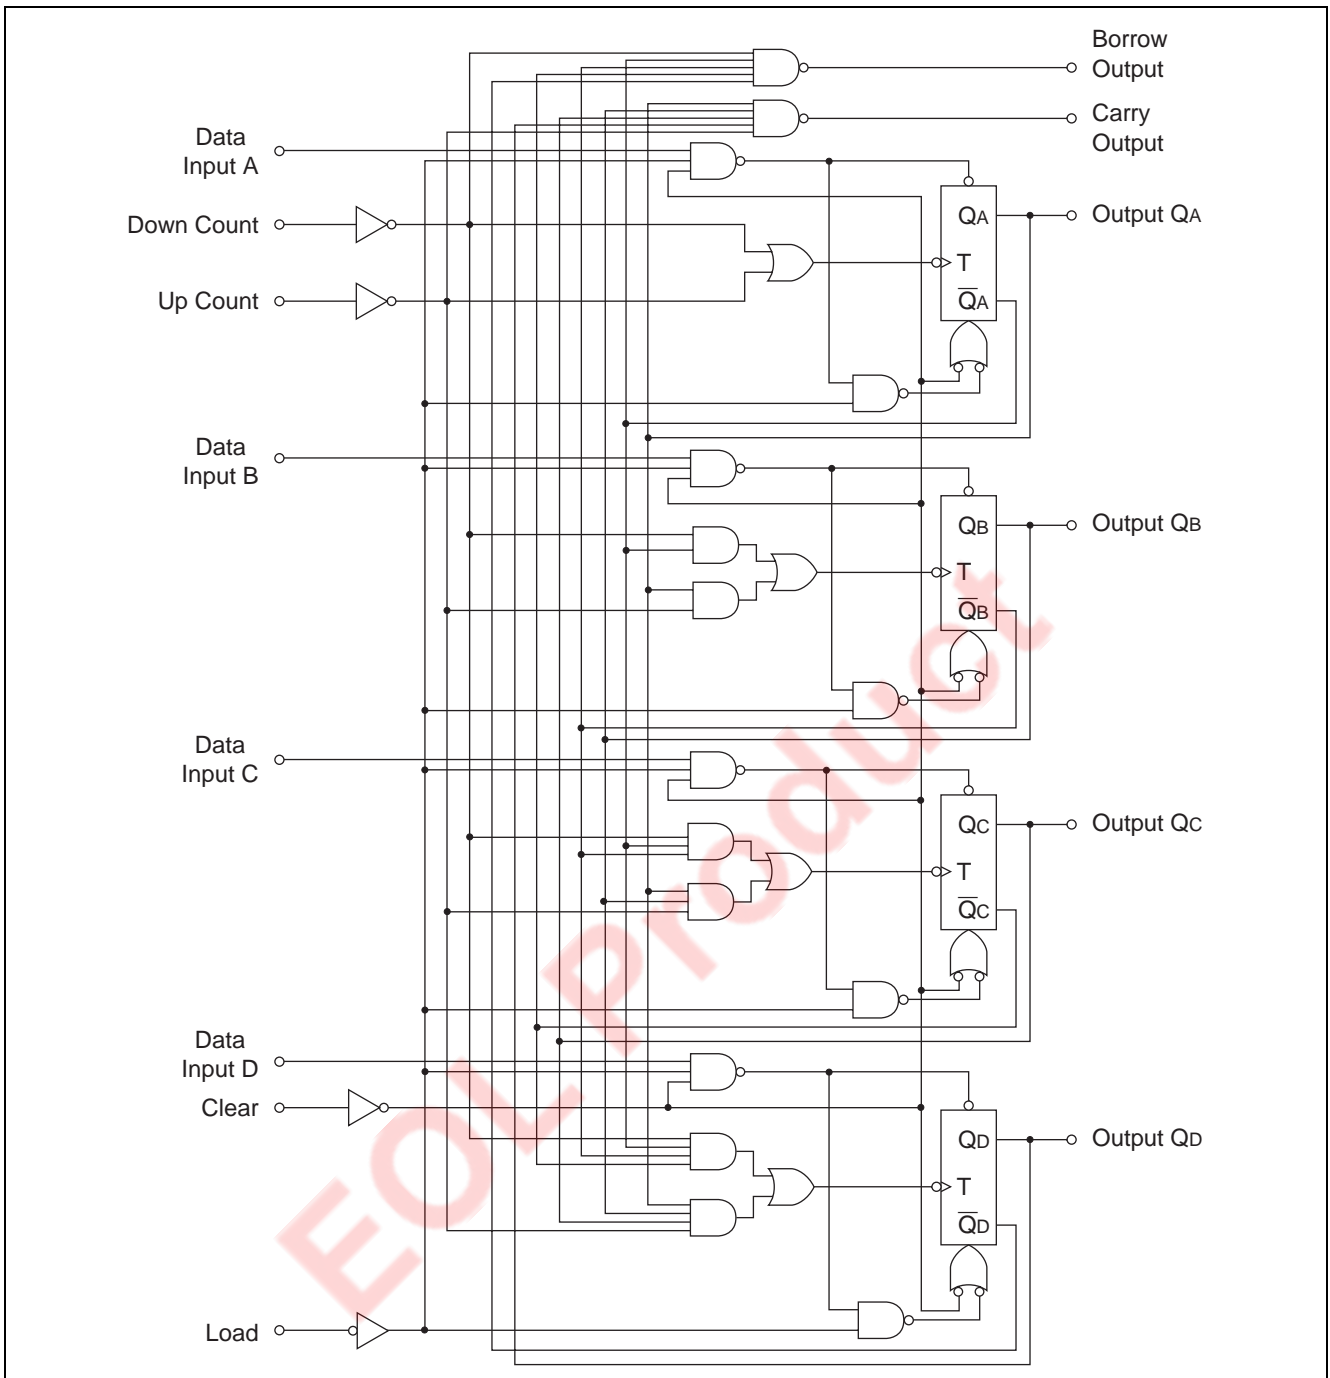 Borrow
Output
Carry
Output
Data
Input A
QA
Output QA
Down Count
T
Up Count
QA
Data
Input B
QB
Output QB
T
QB
Data
Input C
QC
Output QC
T
QC
Data
Input D
Clear
QD
Output QD
T
QD
Load
EOL Product